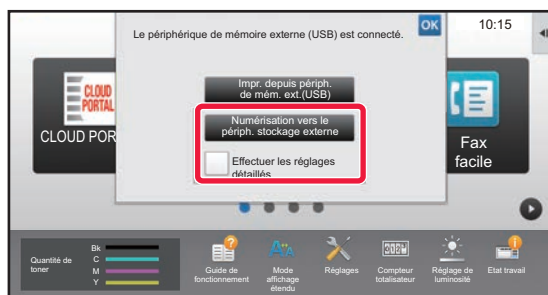 Le périphérique de mémoire externe (USB) est connecté.
OK
10:15
Impr. depuis périph.
de mém. ext.(USB)
Numérisation vers le
périph. stockage externe
Effectuer les réglages
détaillés
CLOUD
PORTAL
CLOUD POR
Fax
facile
Quantité de
toner
Bk
C
M
Y
Guide de
fonctionnement
Mode
affichage
étendu
Réglages
Compteur
totalisateur
Réglage de
luminosité
Etat travail